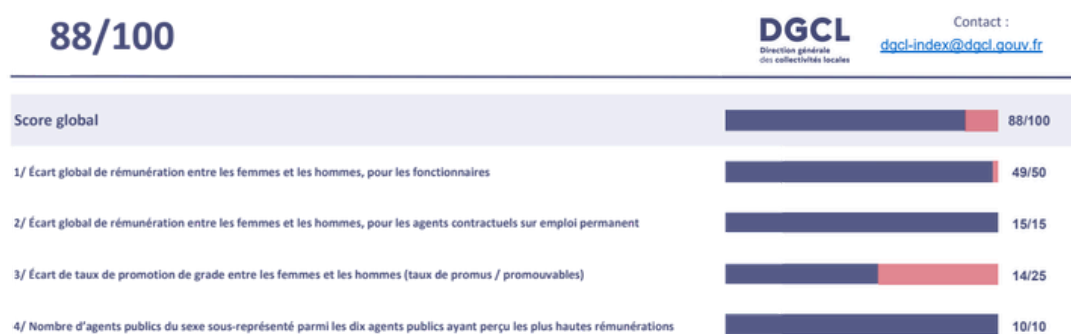 88/100
DGCL
Direction générale
des collectivités locales
Contact :
dgcl-index@dgcl.gouv.fr
Score global
88/100
1/ Écart global de rémunération entre les femmes et les hommes, pour les fonctionnaires
49/50
2/ Écart global de rémunération entre les femmes et les hommes, pour les agents contractuels sur emploi permanent
15/15
3/ Écart de taux de promotion de grade entre les femmes et les hommes (taux de promus / promouvables)
14/25
4/ Nombre d'agents publics du sexe sous-représenté parmi les dix agents publics ayant perçu les plus hautes rémunérations
10/10